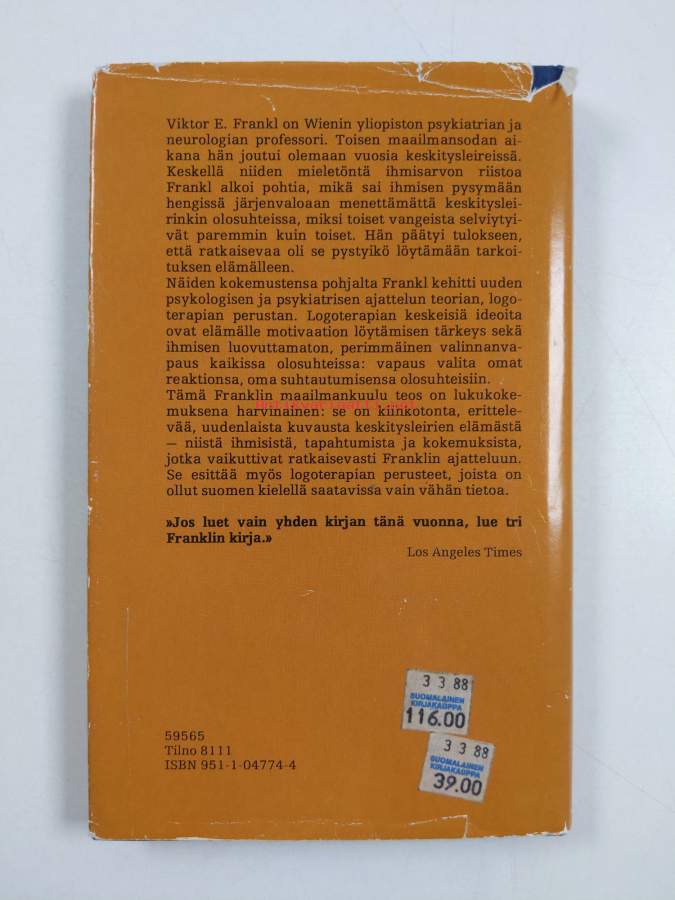 Viktor E. Frankl on Wienin yliopiston psykiatrian ja
neurologian professori. Toisen maailmansodan ai-
kana hän joutui olemaan vuosia keskitysleireissä.
Keskellä niiden mieletöntä ihmisarvon riistoa
Frankl alkoi pohtia, mikä sai ihmisen pysymään
hengissä järjenvaloaan menettämättä keskityslei-
rinkin olosuhteissa, miksi toiset vangeista selviytyi-
vät paremmin kuin toiset. Hän päätyi tulokseen,
että ratkaisevaa oli se pystyikö löytämään tarkoi-
tuksen elämälleen.
Näiden kokemustensa pohjalta Frankl kehitti uuden
psykologisen ja psykiatrisen ajattelun teorian, logo-
terapian perustan. Logoterapian keskeisiä ideoita
ovat elämälle motivaation löytämisen tärkeys sekä
ihmisen luovuttamaton, perimmäinen valinnanva-
paus kaikissa olosuhteissa: vapaus valita omat
reaktionsa, oma suhtautumisensa olosuhteisiin.
Tämä Franklin maailmankuulu teos on lukukoke-
muksena harvinainen: se on kiihkotonta, erittele-
vää, uudenlaista kuvausta keskitysleirien elämästä
— niistä ihmisistä, tapahtumista ja kokemuksista,
jotka vaikuttivat ratkaisevasti Franklin ajatteluun.
Se esittää myös logoterapian perusteet, joista on
ollut suomen kielellä saatavissa vain vähän tietoa.
»Jos luet vain yhden kirjan tänä vuonna, lue tri
Franklin kirja.»
Los Angeles Times
3 3 88
SUOMALAINEN
KIRJAKAUPPA
116.00
3 3 88
SUOMALAINEN
KIRJAKAUPPA
39.00
59565
Tilno 8111
ISBN 951-1-04774-4